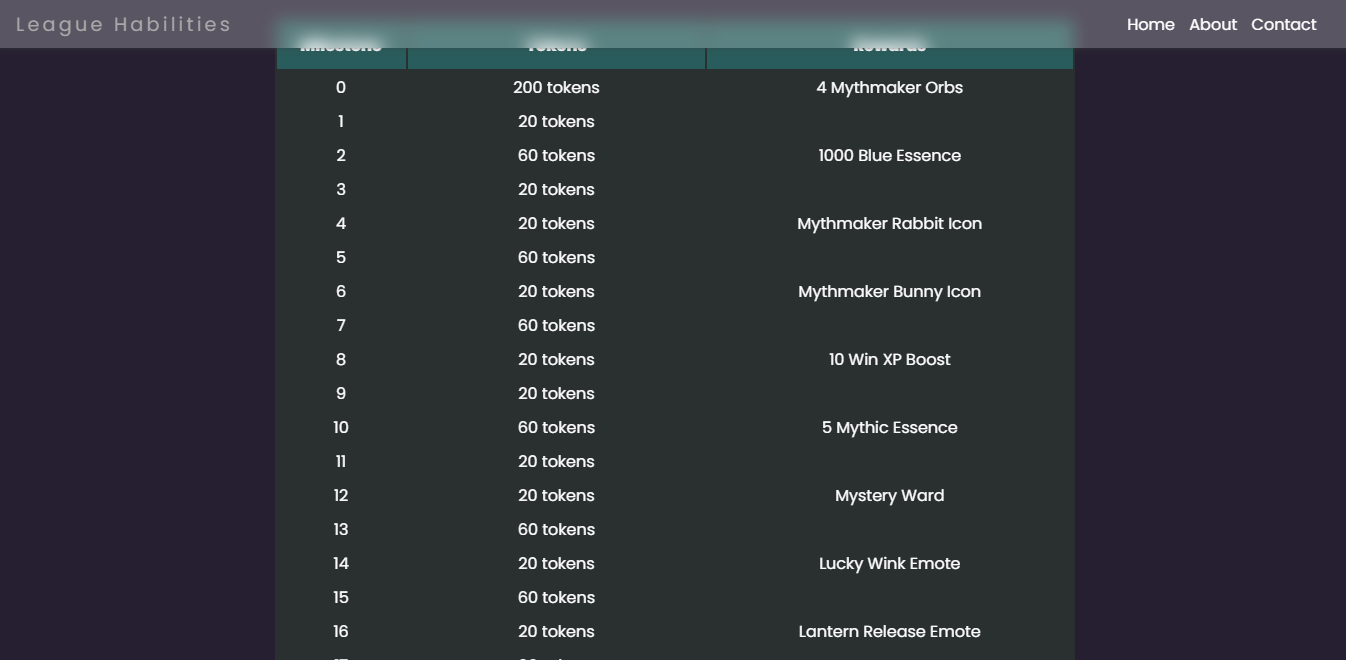 League Habilities
Home About Contact
Milestone Tokens Rewards
0 200 tokens 4 Mythmaker Orbs
1 20 tokens
2 60 tokens 1000 Blue Essence
3 20 tokens
4 20 tokens Mythmaker Rabbit Icon
5 60 tokens
6 20 tokens Mythmaker Bunny Icon
7 60 tokens
8 20 tokens 10 Win XP Boost
9 20 tokens
10 60 tokens 5 Mythic Essence
11 20 tokens
12 20 tokens Mystery Ward
13 60 tokens
14 20 tokens Lucky Wink Emote
15 60 tokens
16 20 tokens Lantern Release Emote